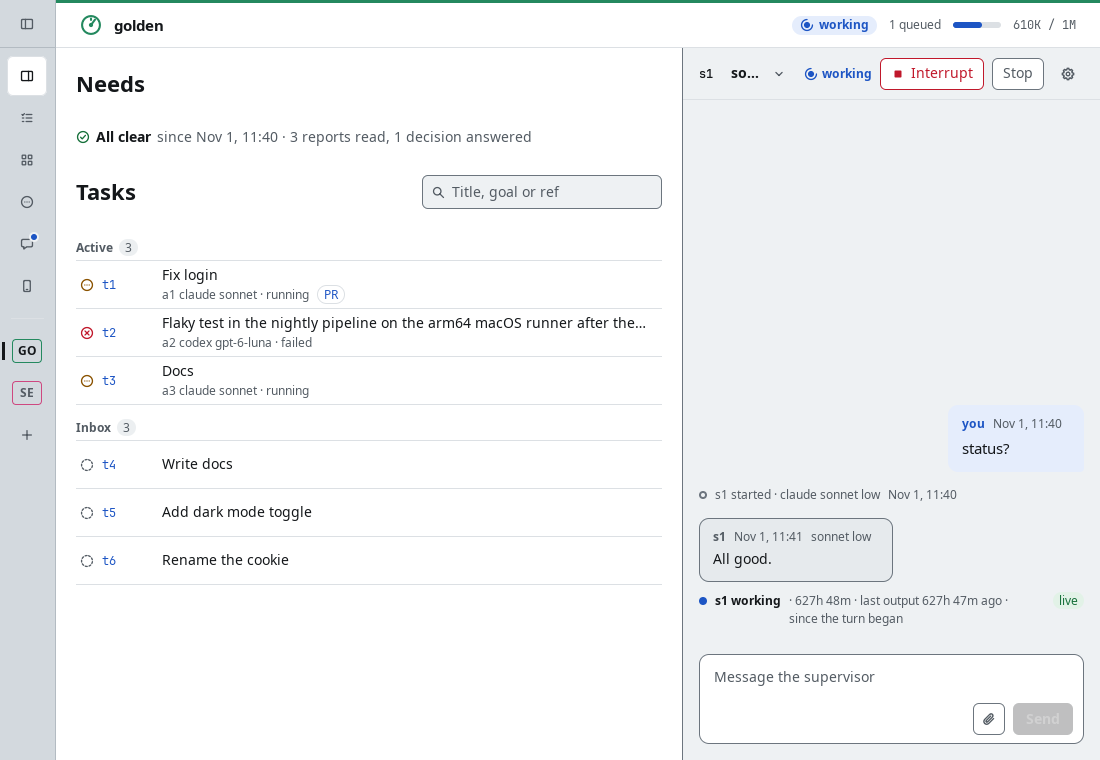 golden
working
1 queued
610K / 1M
Needs
All clear since Nov 1, 11:40 · 3 reports read, 1 decision answered
Tasks
Title, goal or ref
Active 3
t1
Fix login
a1 claude sonnet · running PR
t2
Flaky test in the nightly pipeline on the arm64 macOS runner after the...
a2 codex gpt-6-luna · failed
t3
Docs
a3 claude sonnet · running
Inbox 3
t4 Write docs
t5 Add dark mode toggle
t6 Rename the cookie
GO
SE
s1 so... working Interrupt Stop
you Nov 1, 11:40
status?
s1 started · claude sonnet low Nov 1, 11:40
s1 Nov 1, 11:41 sonnet low
All good.
s1 working · 627h 48m · last output 627h 47m ago · live
since the turn began
Message the supervisor
Send